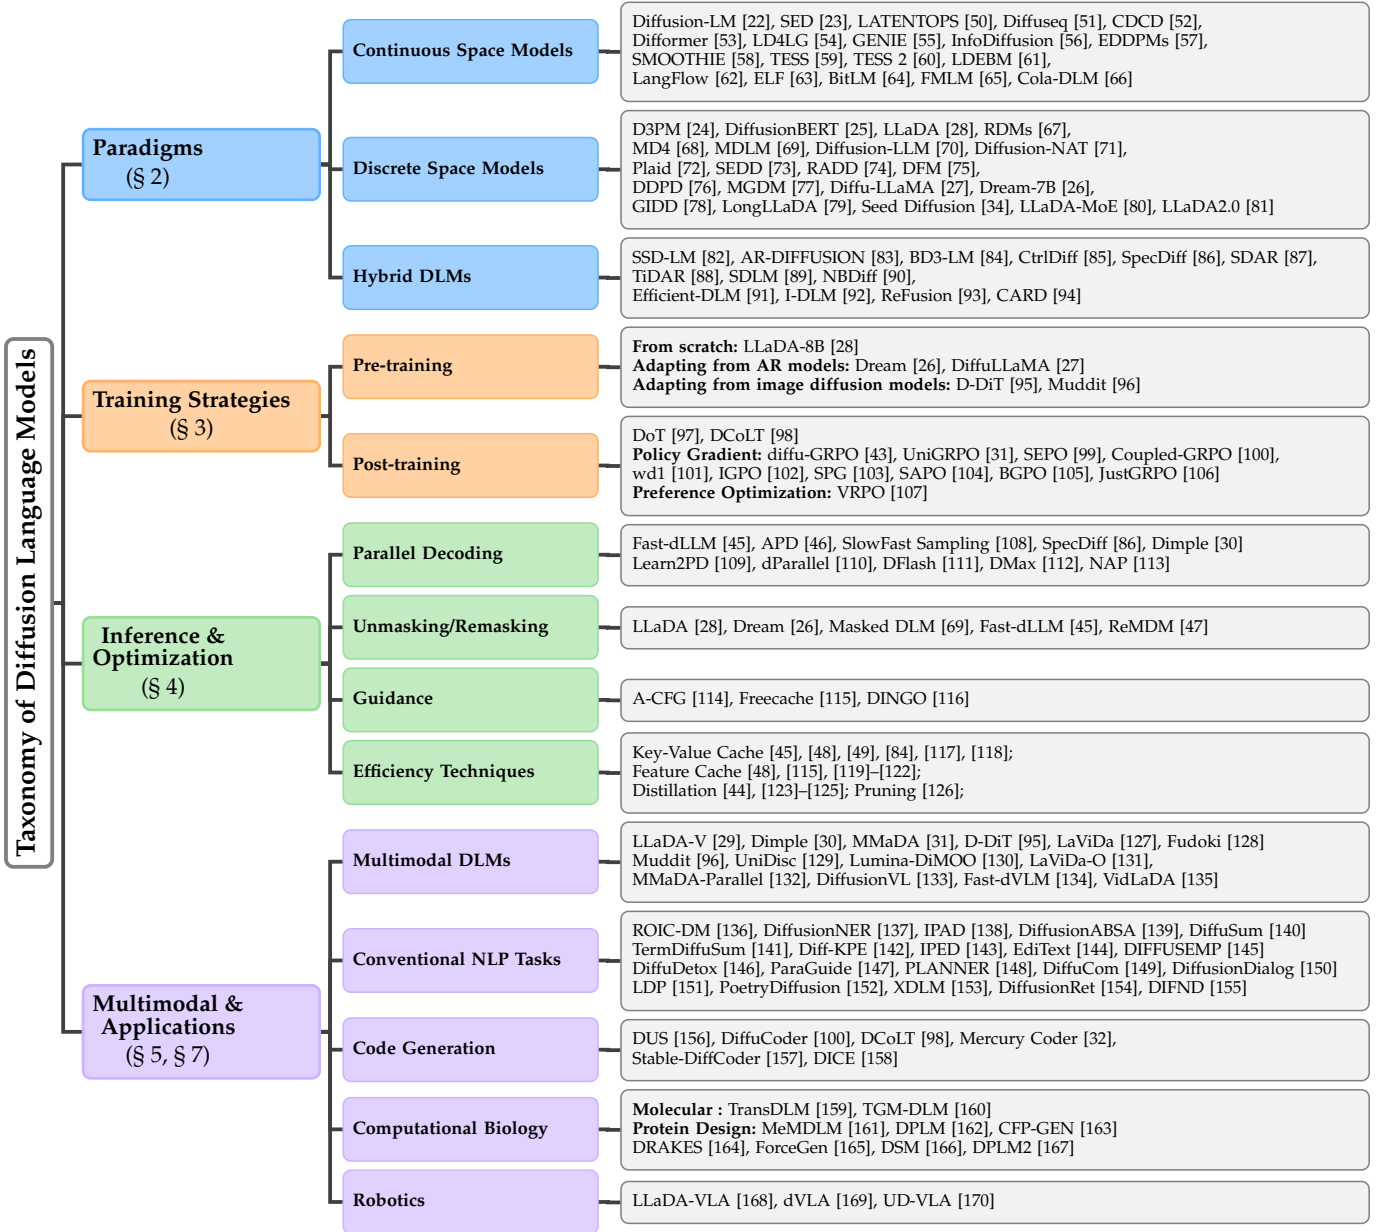 Taxonomy of Diffusion Language Models
Paradigms
(§ 2)
Continuous Space Models
Diffusion-LM [22], SED [23], LATENTOPS [50], Diffuseq [51], CDCD [52],
Difformer [53], LD4LG [54], GENIE [55], InfoDiffusion [56], EDDPMs [57],
SMOOTHIE [58], TESS [59], TESS 2 [60], LDEBM [61],
LangFlow [62], ELF [63], BitLM [64], FMLM [65], Cola-DLM [66]
Discrete Space Models
D3PM [24], DiffusionBERT [25], LLaDA [28], RDMs [67],
MD4 [68], MDLM [69], Diffusion-LLM [70], Diffusion-NAT [71],
Plaid [72], SEDD [73], RADD [74], DFM [75],
DDPD [76], MGDM [77], Diffu-LLaMA [27], Dream-7B [26],
GIDD [78], LongLLaDA [79], Seed Diffusion [34], LLaDA-MoE [80], LLaDA2.0 [81]
Hybrid DLMs
SSD-LM [82], AR-DIFFUSION [83], BD3-LM [84], CtrlDiff [85], SpecDiff [86], SDAR [87],
TiDAR [88], SDLM [89], NBDiff [90],
Efficient-DLM [91], I-DLM [92], ReFusion [93], CARD [94]
Training Strategies
(§ 3)
Pre-training
From scratch: LLaDA-8B [28]
Adapting from AR models: Dream [26], DiffuLLaMA [27]
Adapting from image diffusion models: D-DiT [95], Muddit [96]
Post-training
DoT [97], DCoLT [98]
Policy Gradient: diffu-GRPO [43], UniGRPO [31], SEPO [99], Coupled-GRPO [100],
wd1 [101], IGPO [102], SPG [103], SAPO [104], BGPO [105], JustGRPO [106]
Preference Optimization: VRPO [107]
Inference &
Optimization
(§ 4)
Parallel Decoding
Fast-dLLM [45], APD [46], SlowFast Sampling [108], SpecDiff [86], Dimple [30]
Learn2PD [109], dParallel [110], DFlash [111], DMax [112], NAP [113]
Unmasking/Remasking
LLaDA [28], Dream [26], Masked DLM [69], Fast-dLLM [45], ReMDM [47]
Guidance
A-CFG [114], Freecache [115], DINGO [116]
Efficiency Techniques
Key-Value Cache [45], [48], [49], [84], [117], [118];
Feature Cache [48], [115], [119]–[122];
Distillation [44], [123]–[125]; Pruning [126];
Multimodal &
Applications
(§ 5, § 7)
Multimodal DLMs
LLaDA-V [29], Dimple [30], MMaDA [31], D-DiT [95], LaViDa [127], Fudoki [128]
Muddit [96], UniDisc [129], Lumina-DiMOO [130], LaViDa-O [131],
MMaDA-Parallel [132], DiffusionVL [133], Fast-dVLM [134], VidLaDA [135]
Conventional NLP Tasks
ROIC-DM [136], DiffusionNER [137], IPAD [138], DiffusionABSA [139], DiffuSum [140]
TermDiffuSum [141], Diff-KPE [142], IPED [143], EdiText [144], DIFFUSEMP [145]
DiffuDetox [146], ParaGuide [147], PLANNER [148], DiffuCom [149], DiffusionDialog [150]
LDP [151], PoetryDiffusion [152], XDLM [153], DiffusionRet [154], DIFND [155]
Code Generation
DUS [156], DiffuCoder [100], DCoLT [98], Mercury Coder [32],
Stable-DiffCoder [157], DICE [158]
Computational Biology
Molecular : TransDLM [159], TGM-DLM [160]
Protein Design: MeMDLM [161], DPLM [162], CFP-GEN [163]
DRAKES [164], ForceGen [165], DSM [166], DPLM2 [167]
Robotics
LLaDA-VLA [168], dVLA [169], UD-VLA [170]